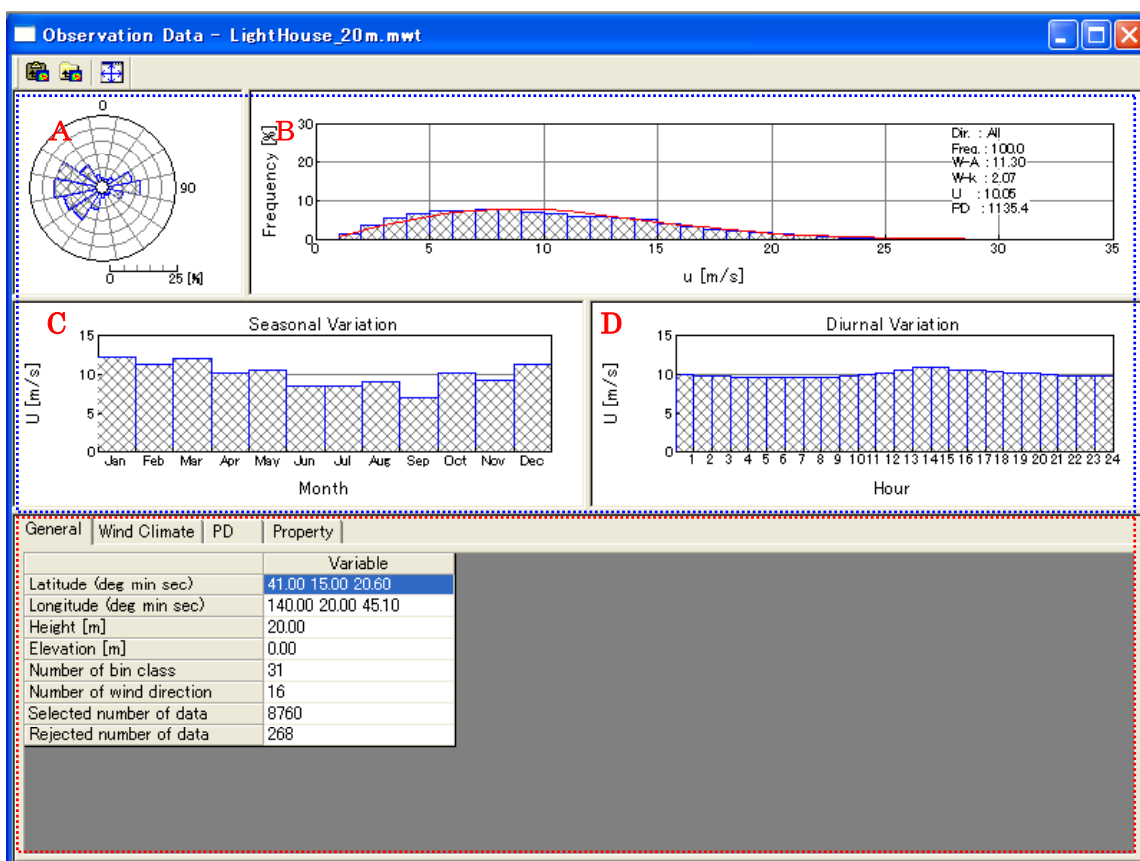 Observation Data - LightHouse_20m.mwt
A
0
90
0 25 [%]
B
Frequency [%]
30
20
10
0
0 5 10 15 20 25 30 35
u [m/s]
Dir. : All
Freq. : 100.0
W-A : 11.30
W-k : 2.07
U : 10.05
PD : 1135.4
C
Seasonal Variation
U [m/s]
15
10
5
0
Jan Feb Mar Apr May Jun Jul Aug Sep Oct Nov Dec
Month
D
Diurnal Variation
U [m/s]
15
10
5
0
1 2 3 4 5 6 7 8 9 10 11 12 13 14 15 16 17 18 19 20 21 22 23 24
Hour
General Wind Climate PD Property
Variable
Latitude (deg min sec) 41.00 15.00 20.60
Longitude (deg min sec) 140.00 20.00 45.10
Height [m] 20.00
Elevation [m] 0.00
Number of bin class 31
Number of wind direction 16
Selected number of data 8760
Rejected number of data 268